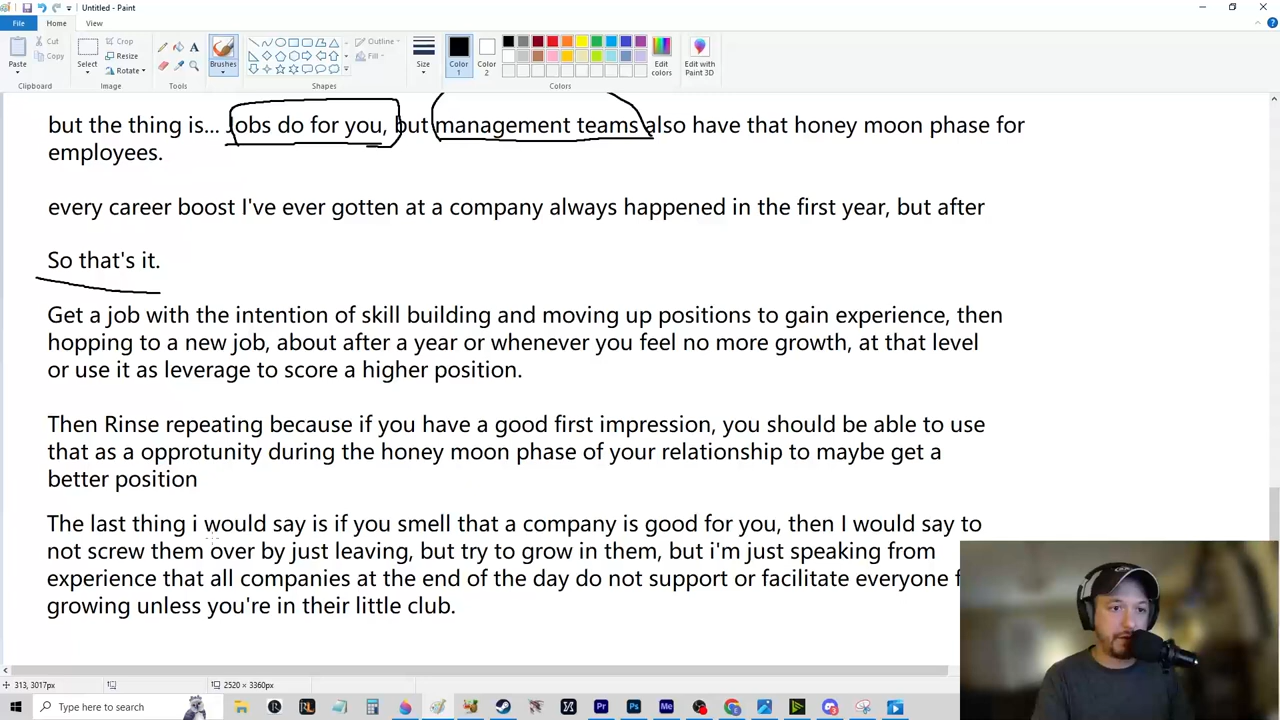 Untitled - Paint
File
Home
View
Paste
Cut
Copy
Clipboard
Select
Crop
Resize
Rotate
Image
Tools
Brushes
Shapes
Outline
Fill
Size
Color 1
Color 2
Edit colors
Edit with Paint 3D
Colors
but the thing is... Jobs do for you, but management teams also have that honey moon phase for
employees.
every career boost I've ever gotten at a company always happened in the first year, but after
So that's it.
Get a job with the intention of skill building and moving up positions to gain experience, then
hopping to a new job, about after a year or whenever you feel no more growth, at that level
or use it as leverage to score a higher position.
Then Rinse repeating because if you have a good first impression, you should be able to use
that as a opprotunity during the honey moon phase of your relationship to maybe get a
better position
The last thing i would say is if you smell that a company is good for you, then I would say to
not screw them over by just leaving, but try to grow in them, but i'm just speaking from
experience that all companies at the end of the day do not support or facilitate everyone
growing unless you're in their little club.
313, 3017px
2520 × 3360px
Type here to search